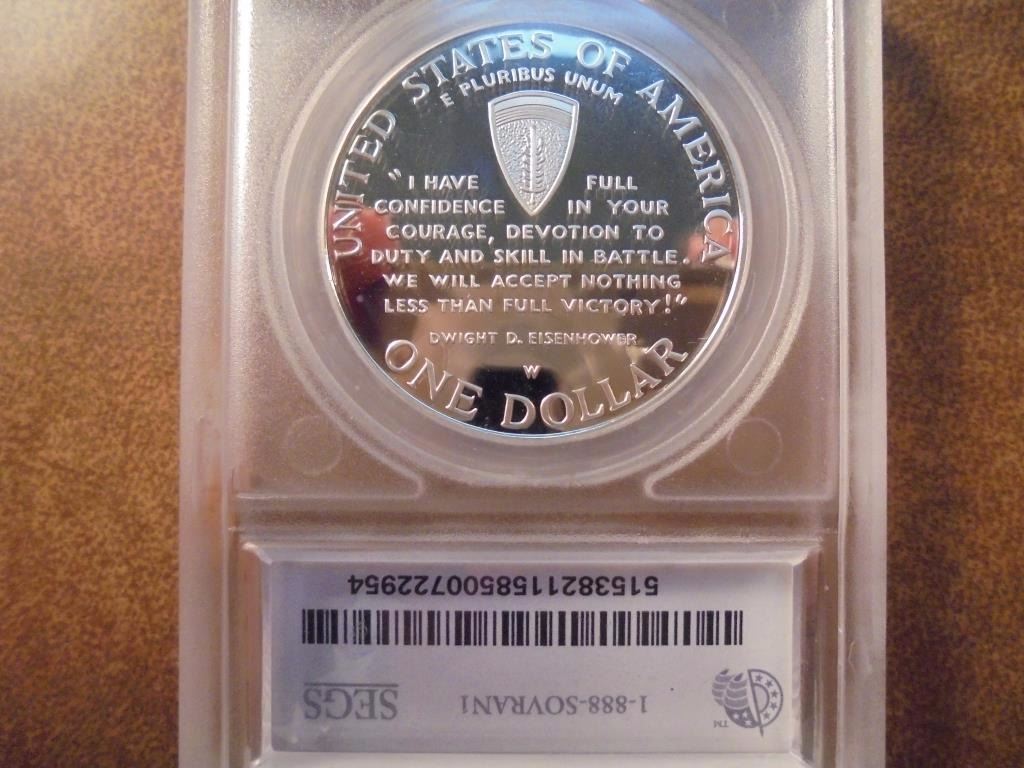 UNITED STATES OF AMERICA
E PLURIBUS UNUM
"I HAVE FULL
CONFIDENCE IN YOUR
COURAGE, DEVOTION TO
DUTY AND SKILL IN BATTLE.
WE WILL ACCEPT NOTHING
LESS THAN FULL VICTORY!"
DWIGHT D. EISENHOWER
W
ONE DOLLAR
5153821158500722954
SEGS 1-888-SOVRAN1 TM